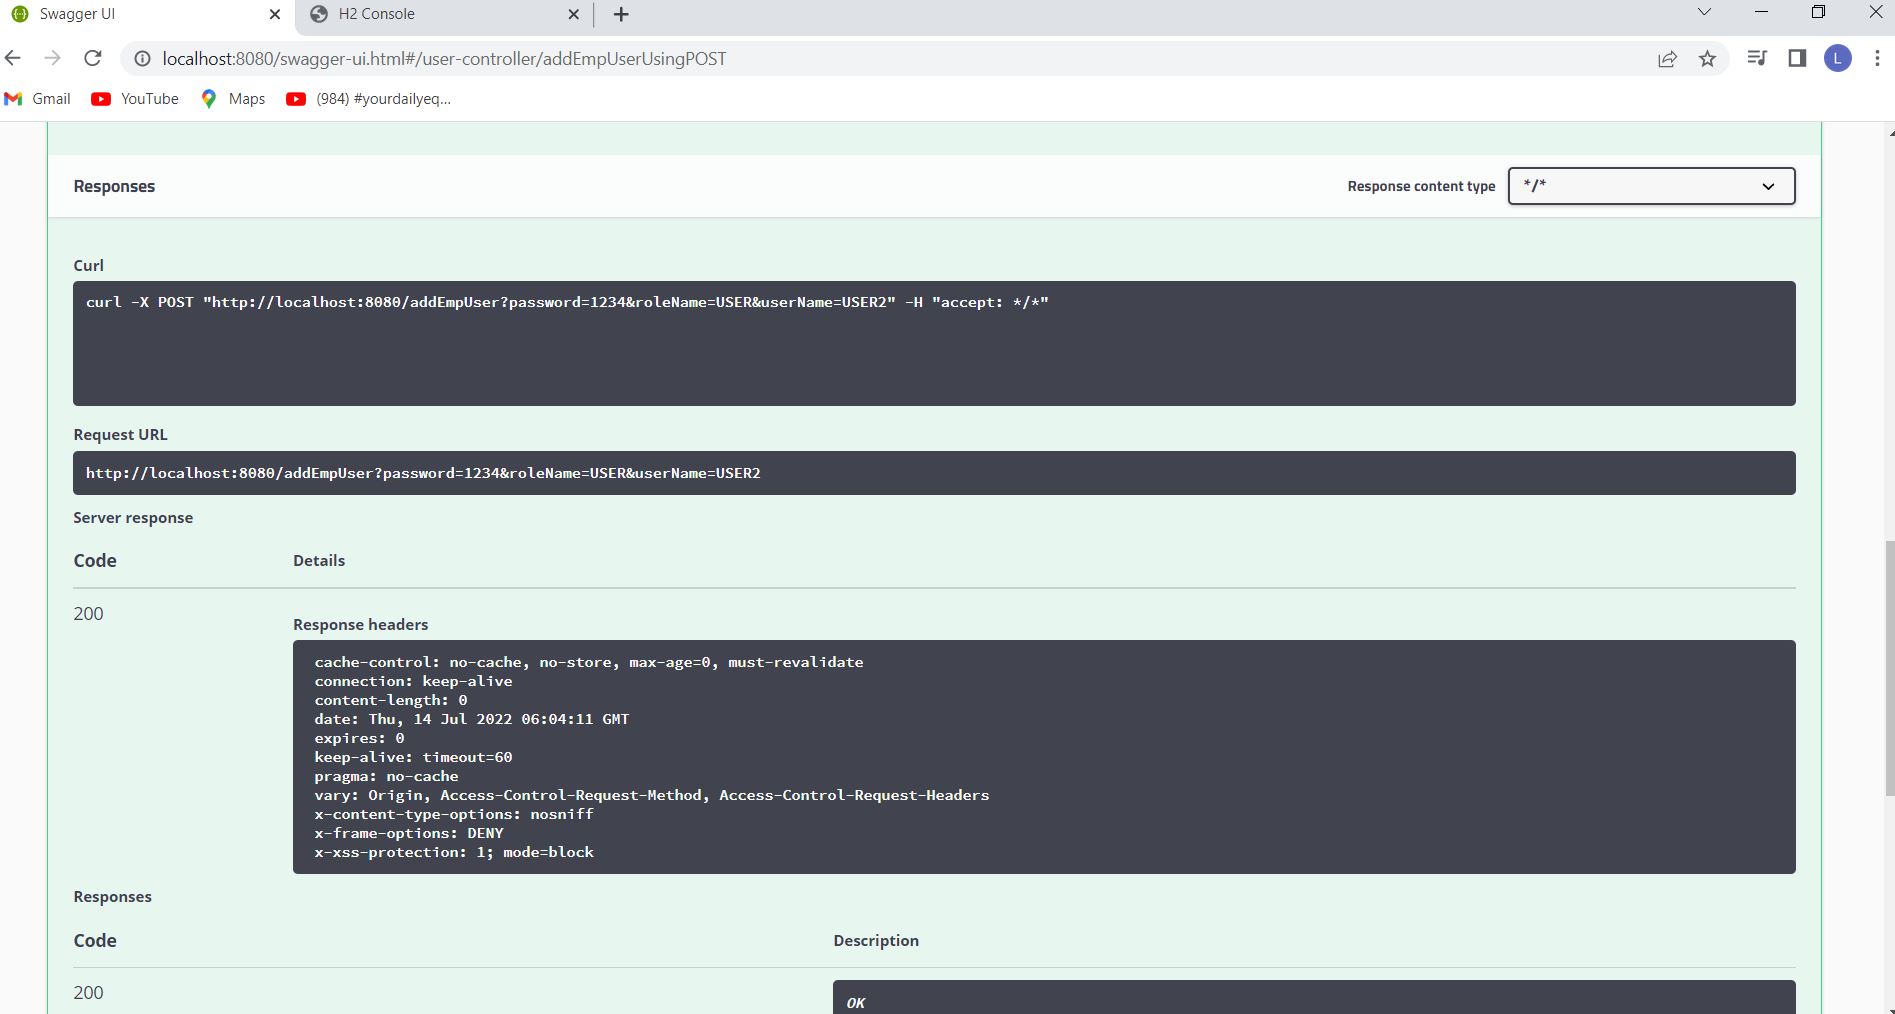 Swagger UI
H2 Console
localhost:8080/swagger-ui.html#/user-controller/addEmpUserUsingPOST
L
Gmail
YouTube
Maps
(984) #yourdailyeq...
Responses
Response content type
*/*
Curl
curl -X POST "http://localhost:8080/addEmpUser?password=1234&roleName=USER&userName=USER2" -H "accept: */*"
Request URL
http://localhost:8080/addEmpUser?password=1234&roleName=USER&userName=USER2
Server response
Code
Details
200
Response headers
cache-control: no-cache, no-store, max-age=0, must-revalidate
connection: keep-alive
content-length: 0
date: Thu, 14 Jul 2022 06:04:11 GMT
expires: 0
keep-alive: timeout=60
pragma: no-cache
vary: Origin, Access-Control-Request-Method, Access-Control-Request-Headers
x-content-type-options: nosniff
x-frame-options: DENY
x-xss-protection: 1; mode=block
Responses
Code
Description
200
OK